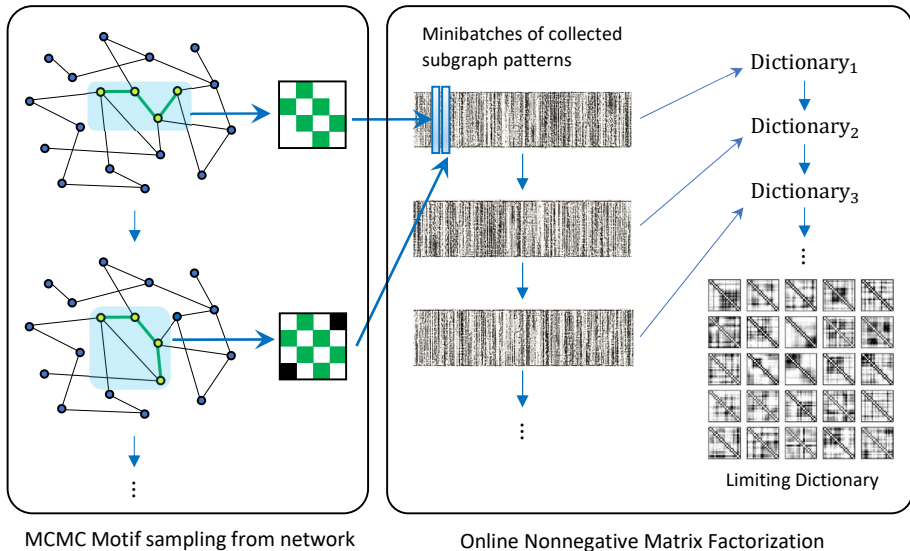 Minibatches of collected
subgraph patterns
Dictionary₁
Dictionary₂
Dictionary₃
⋮
⋮
⋮
Limiting Dictionary
MCMC Motif sampling from network
Online Nonnegative Matrix Factorization